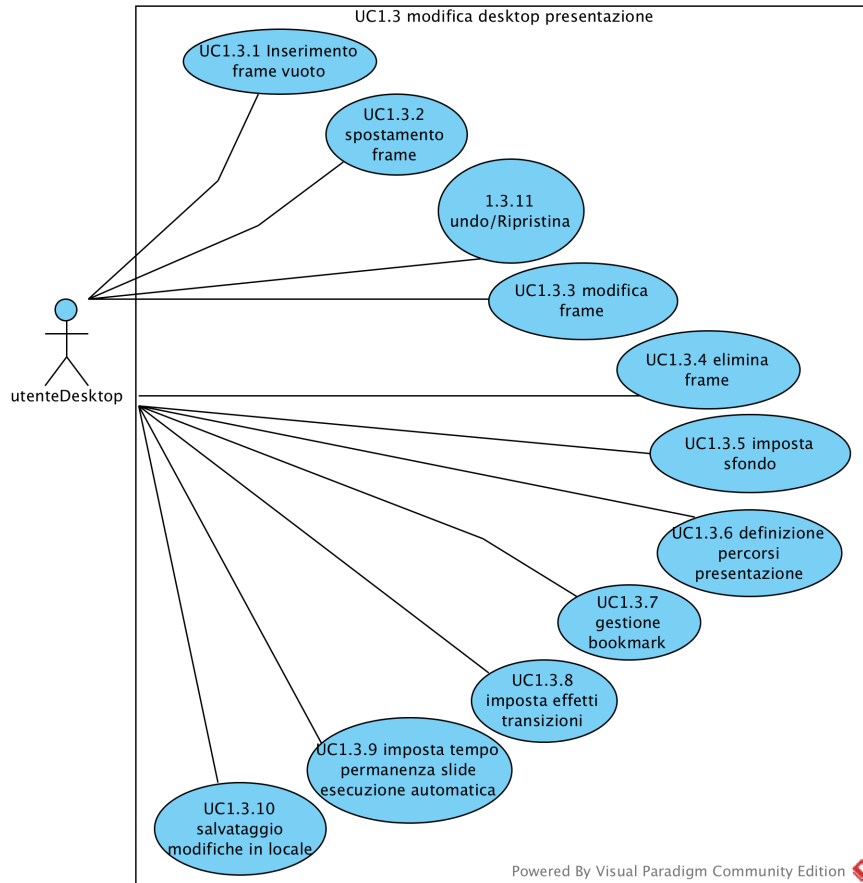 UC1.3 modifica desktop presentazione
UC1.3.1 Inserimento
frame vuoto
UC1.3.2
spostamento
frame
1.3.11
undo/Ripristina
UC1.3.3 modifica
frame
UC1.3.4 elimina
frame
utenteDesktop
UC1.3.5 imposta
sfondo
UC1.3.6 definizione
percorsi
presentazione
UC1.3.7
gestione
bookmark
UC1.3.8
imposta effetti
transizioni
UC1.3.9 imposta tempo
permanenza slide
esecuzione automatica
UC1.3.10
salvataggio
modifiche in locale
Powered By Visual Paradigm Community Edition